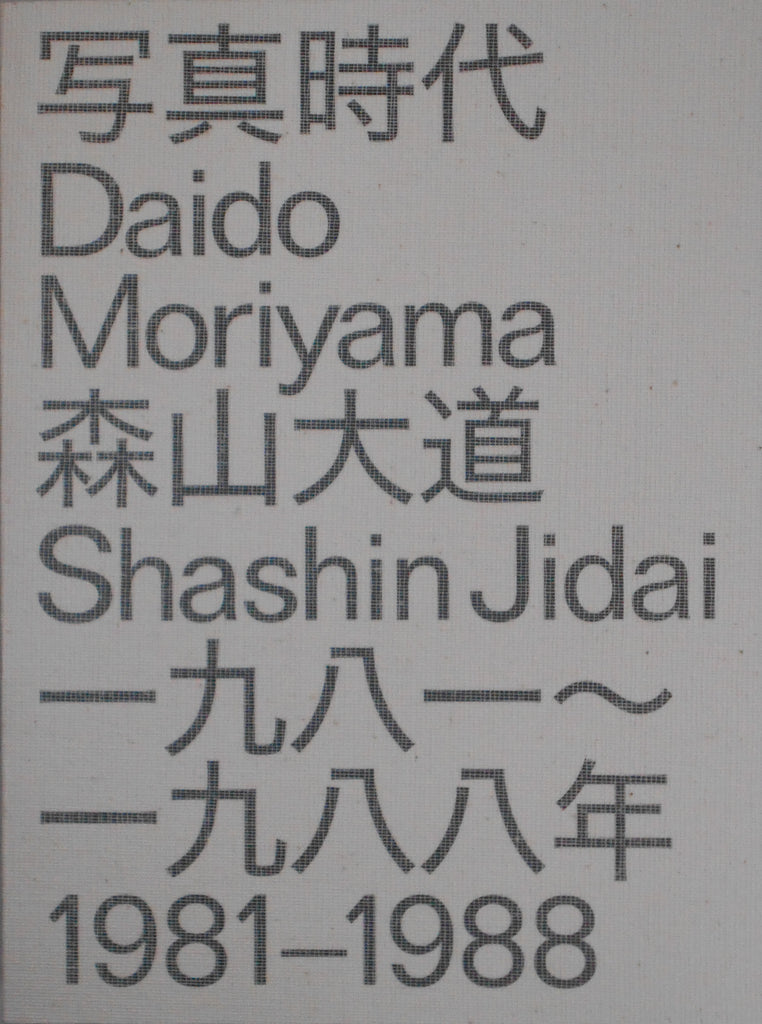 写真時代
Daido
Moriyama
森山大道
Shashin Jidai
一九八一〜
一九八八年
1981–1988